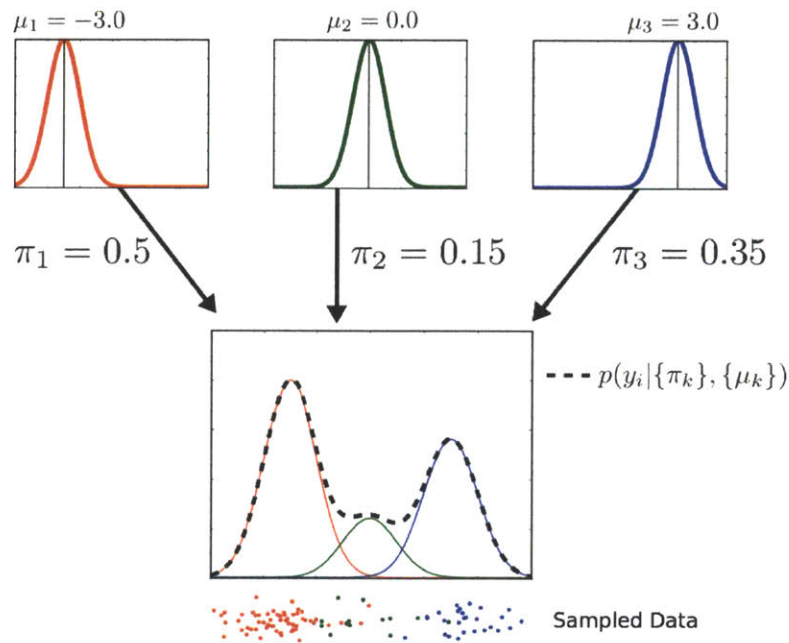 μ₁ = −3.0
μ₂ = 0.0
μ₃ = 3.0
π₁ = 0.5
π₂ = 0.15
π₃ = 0.35
p(yᵢ|{πₖ}, {μₖ})
Sampled Data